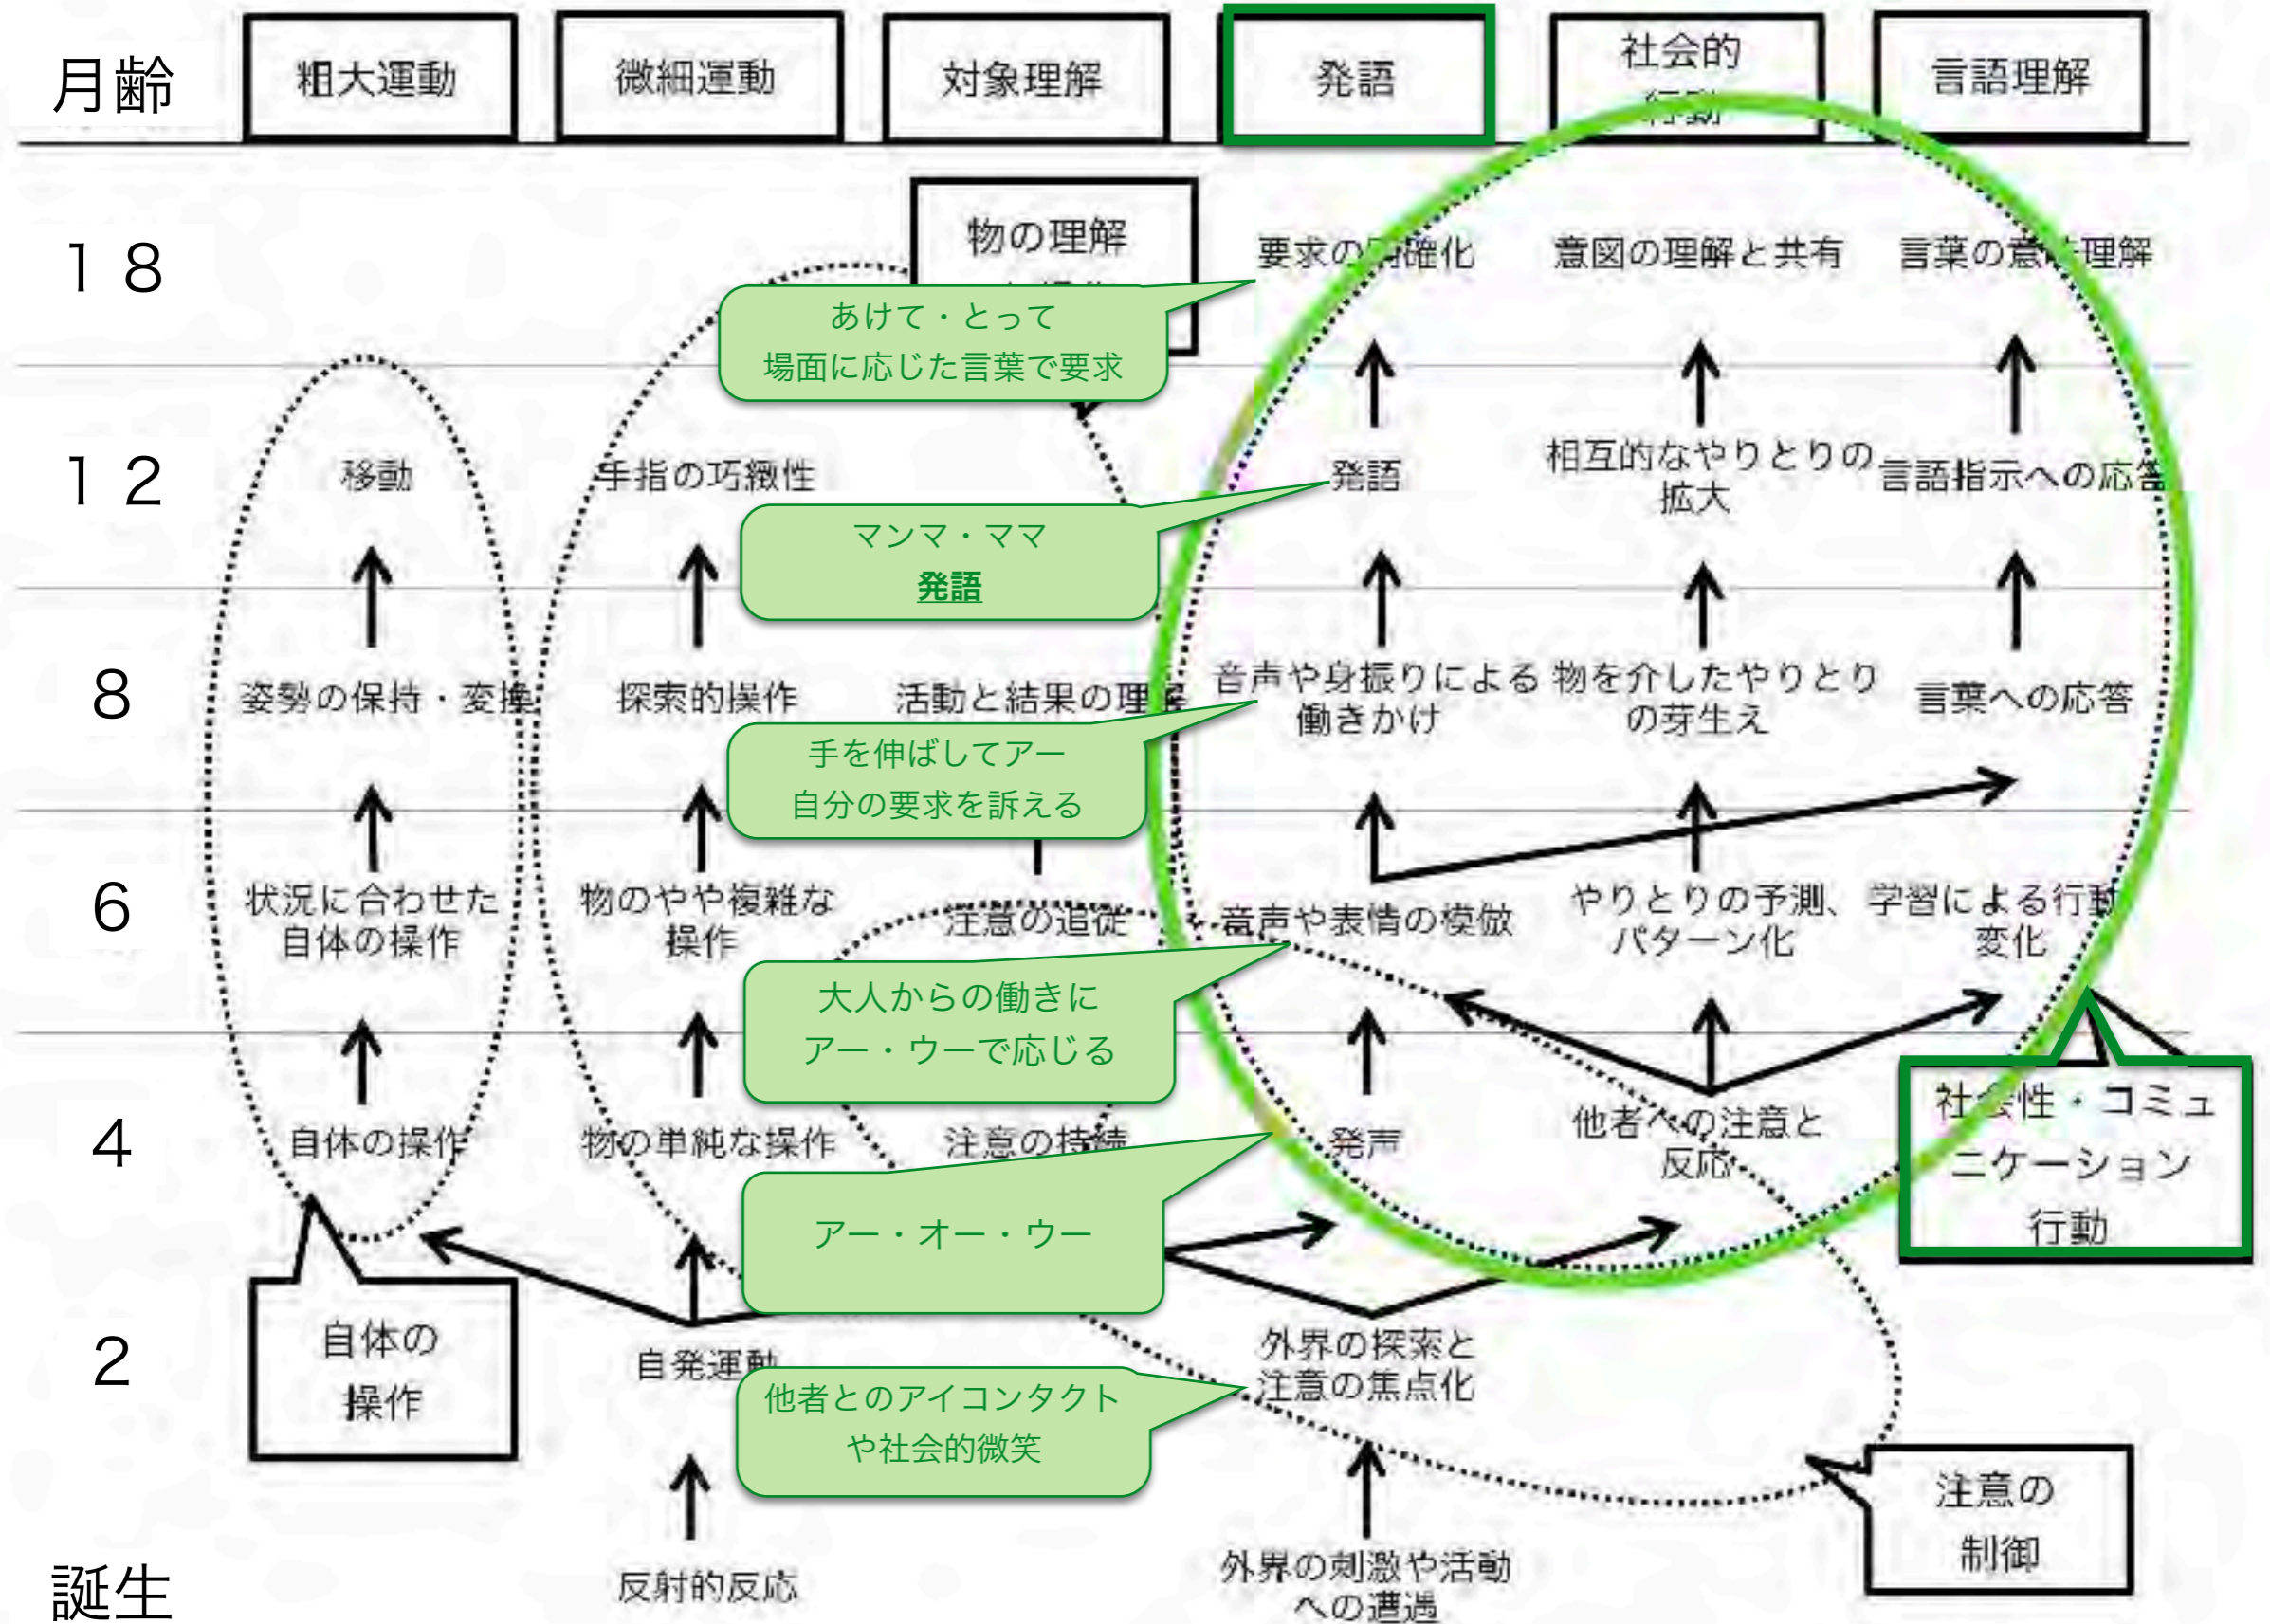 月齢
粗大運動
微細運動
対象理解
発語
社会的
行動
言語理解
18
物の理解
要求の明確化
意図の理解と共有
言葉の意味理解
あけて・とって
場面に応じた言葉で要求
12
移動
手指の巧緻性
発語
相互的なやりとりの
拡大
言語指示への応答
マンマ・ママ
発語
8
姿勢の保持・変換
探索的操作
活動と結果の理解
音声や身振りによる
働きかけ
物を介したやりとり
の芽生え
言葉への応答
手を伸ばしてアー
自分の要求を訴える
6
状況に合わせた
自体の操作
物のやや複雑な
操作
注意の追従
音声や表情の模倣
やりとりの予測、
パターン化
学習による行動
変化
大人からの働きに
アー・ウーで応じる
4
自体の操作
物の単純な操作
注意の持続
発声
他者への注意と
反応
社会性・コミュ
ニケーション
行動
アー・オー・ウー
2
自体の
操作
自発運動
外界の探索と
注意の焦点化
他者とのアイコンタクト
や社会的微笑
注意の
制御
誕生
反射的反応
外界の刺激や活動
への遭遇